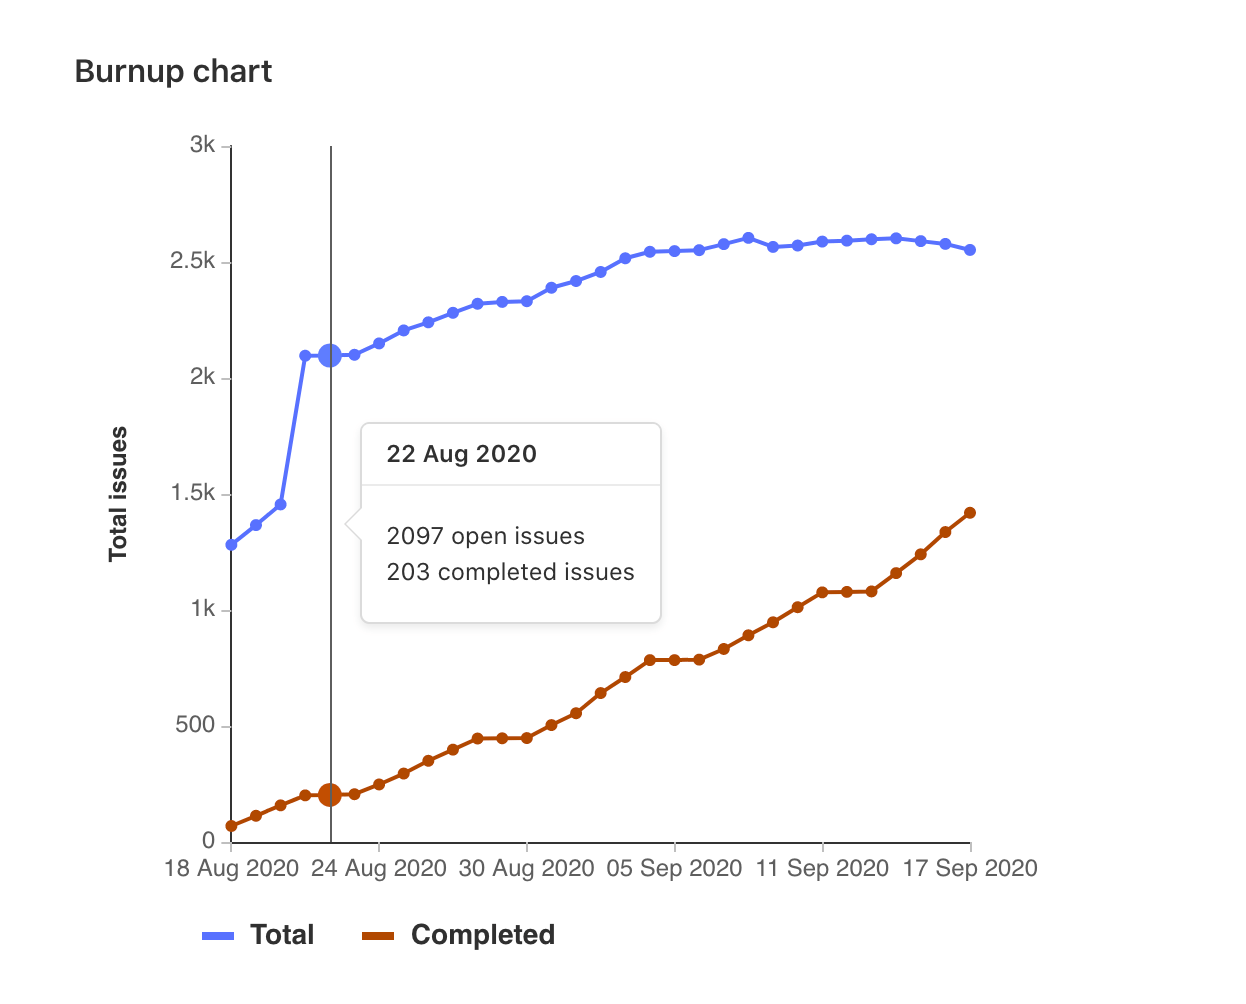 Burnup chart
3k
2.5k
2k
1.5k
1k
500
0
Total issues
22 Aug 2020
2097 open issues
203 completed issues
18 Aug 2020 24 Aug 2020 30 Aug 2020 05 Sep 2020 11 Sep 2020 17 Sep 2020
Total Completed